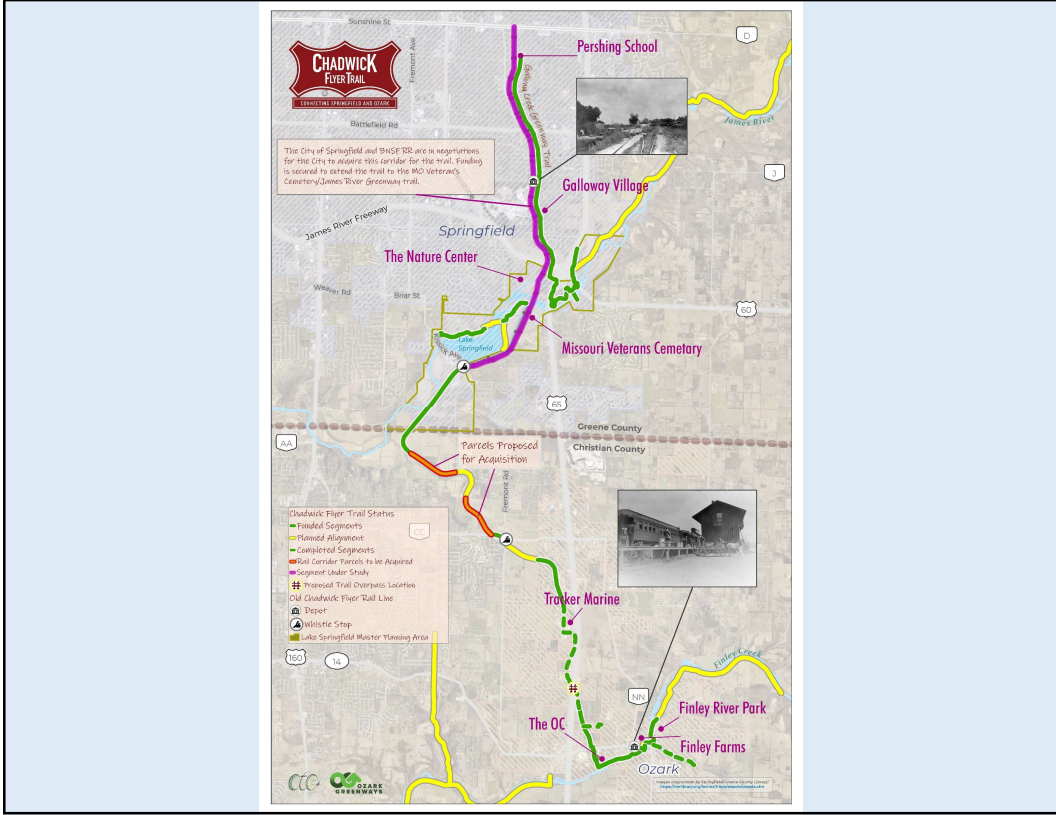 Sunshine St
D
CHADWICK
FLYER TRAIL
CONNECTING SPRINGFIELD AND OZARK
Fremont Ave
Pershing School
Galloway Creek Greenway Trail
James River
Battlefield Rd
The City of Springfield and BNSF RR are in negotiations
for the City to acquire this corridor for the trail. Funding
is secured to extend the trail to the MO Veteran's
Cemetery/James River Greenway trail.
J
Galloway Village
James River Freeway
Springfield
The Nature Center
Weaver Rd
Briar St
60
Lake
Springfield
Kissick Ave
Missouri Veterans Cemetary
65
Greene County
AA
Christian County
Parcels Proposed
for Acquisition
Fremont Rd
Chadwick Flyer Trail Status
Funded Segments
Planned Alignment
CC
Completed Segments
Rail Corridor Parcels to be Acquired
Segment Under Study
Proposed Trail Overpass Location
Old Chadwick Flyer Rail Line
Depot
Whistle Stop
Lake Springfield Master Planning Area
Tracker Marine
160
14
Finley Creek
NN
Finley River Park
The OC
Finley Farms
Ozark
CTC
OZARK
GREENWAYS